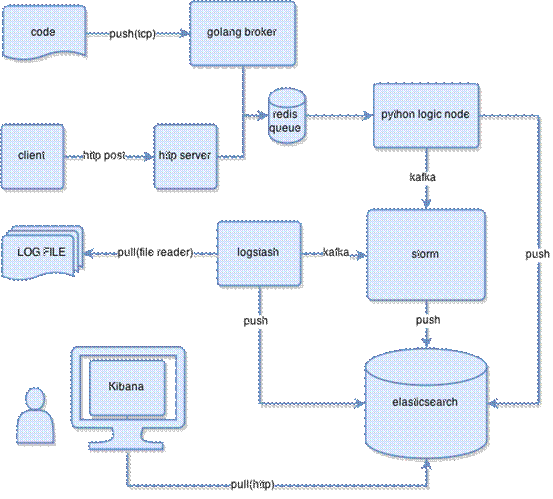 code
push(tcp)
golang broker
redis
queue
python logic node
client
http post
http server
kafka
LOG FILE
pull(file reader)
logstash
kafka
storm
push
push
push
Kibana
elasticsearch
pull(http)